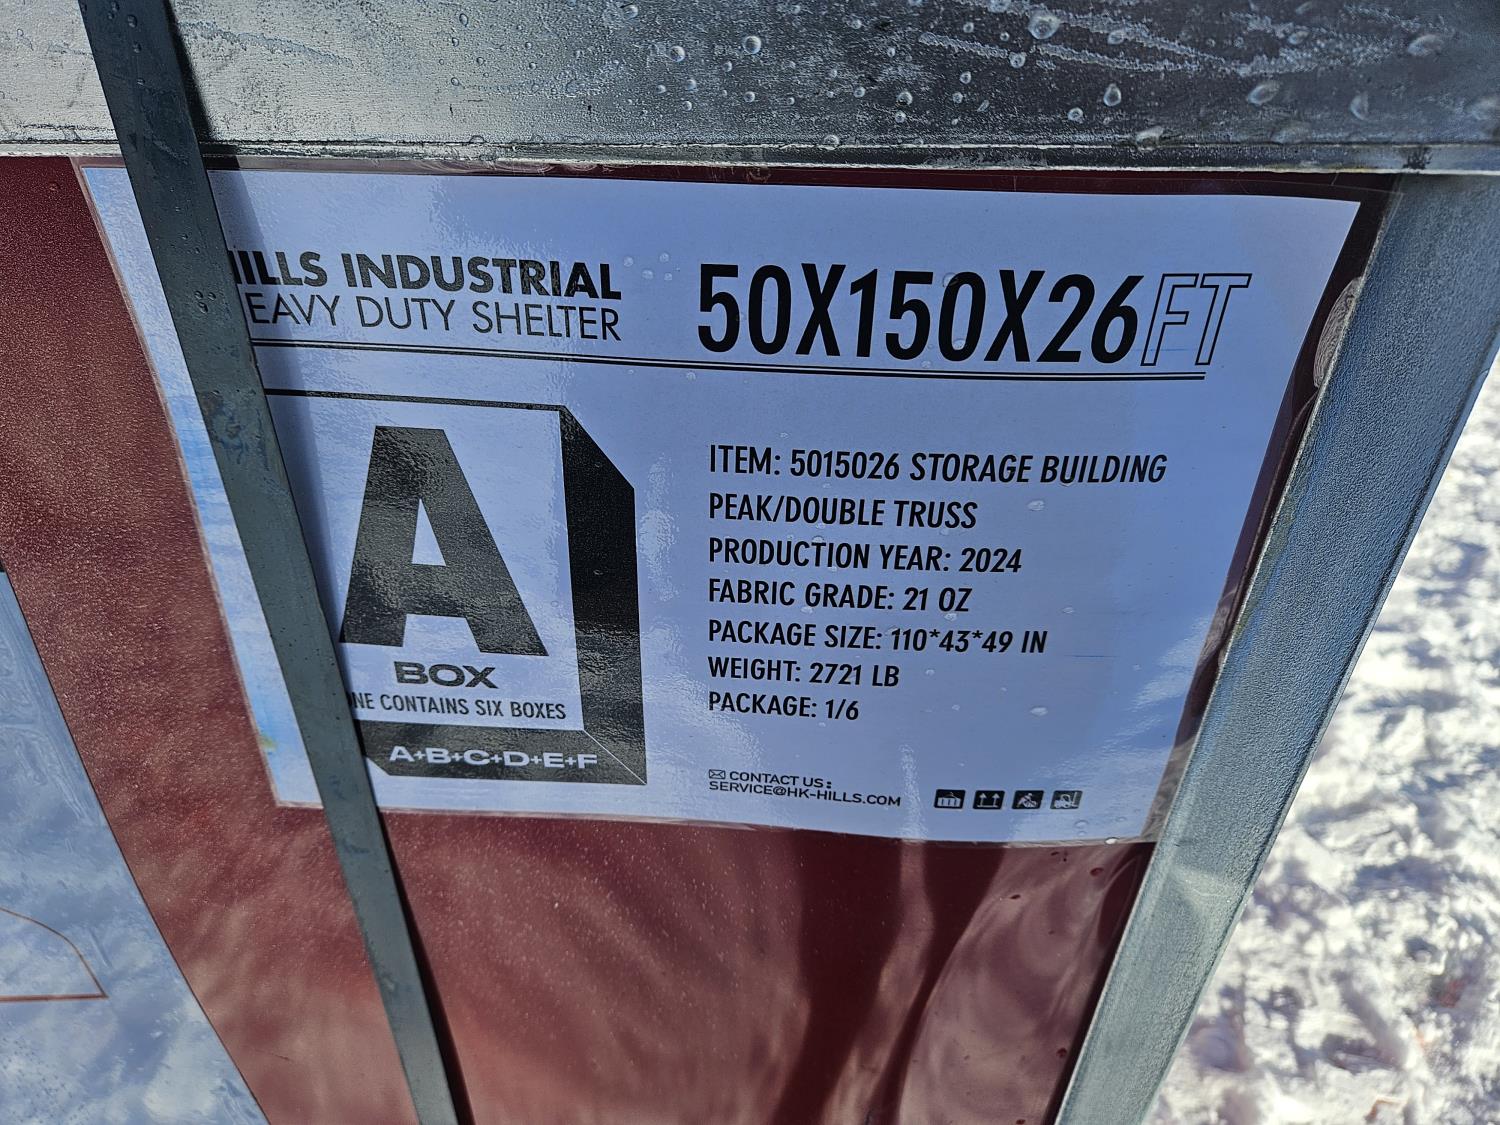 ILLS INDUSTRIAL
EAVY DUTY SHELTER
50X150X26FT
A
BOX
NE CONTAINS SIX BOXES
A+B+C+D+E+F
ITEM: 5015026 STORAGE BUILDING
PEAK/DOUBLE TRUSS
PRODUCTION YEAR: 2024
FABRIC GRADE: 21 OZ
PACKAGE SIZE: 110*43*49 IN
WEIGHT: 2721 LB
PACKAGE: 1/6
CONTACT US:
SERVICE@HK-HILLS.COM